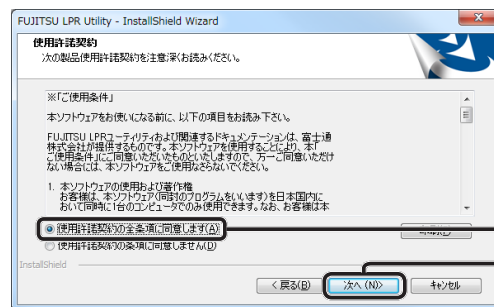 FUJITSU LPR Utility - InstallShield Wizard
使用許諾契約
次の製品使用許諾契約を注意深くお読みください。
※「ご使用条件」
本ソフトウェアをお使いになる前に、以下の項目をお読み下さい。
FUJITSU LPRユーティリティおよび関連するドキュメンテーションは、富士通
株式会社が提供するものです。本ソフトウェアを使用することにより、本「
ご使用条件」にご同意いただいたものといたしますので、万一ご同意いただけ
ない場合には、本ソフトウェアをご使用なさらないでください。
1. 本ソフトウェアの使用および著作権
お客様は、本ソフトウェア(同封のプログラムをいいます)を日本国内に
おいて同時に1台のコンピュータでのみ使用できます。なお、お客様は本
使用許諾契約の全条項に同意します(A)
使用許諾契約の条項に同意しません(D)
InstallShield
< 戻る(B)
次へ (N)>
キャンセル